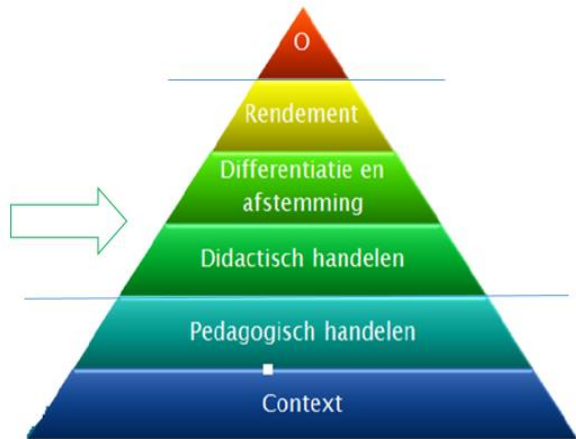 O
Rendement
Differentiatie en
afstemming
Didactisch handelen
Pedagogisch handelen
Context